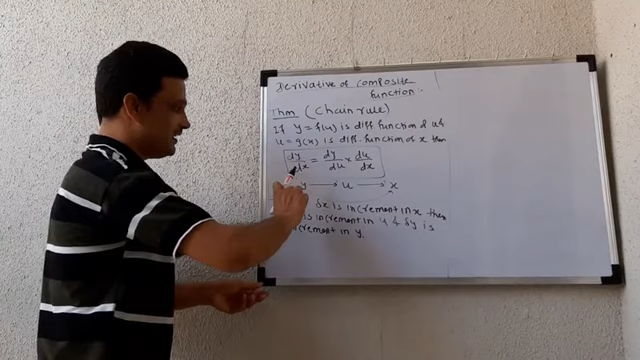 Derivative of composite
function:-
Thm (Chain rule)
If y = f(u) is diff function of u &
u = g(x) is diff. function of x then
dy/dx = dy/du × du/dx
y → u → x
δx is increment in x then
is increment in u & δy is
increment in y.